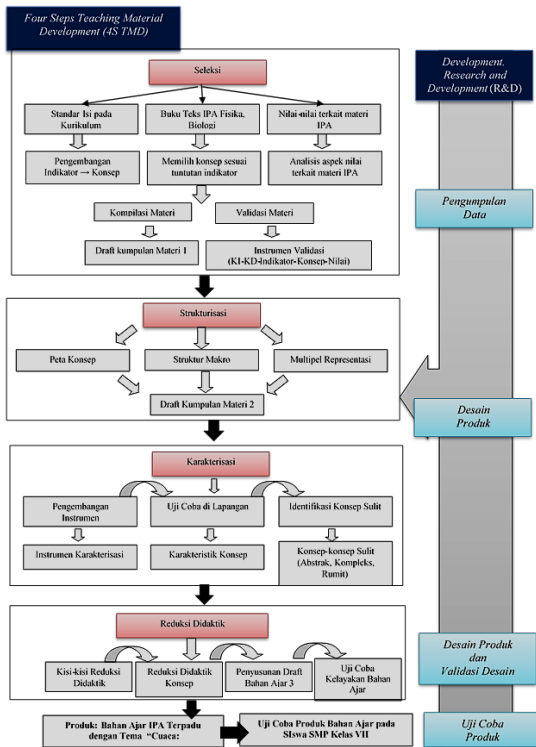 Four Steps Teaching Material
Development (4S TMD)
Seleksi
Standar Isi pada
Kurikulum
Buku Teks IPA Fisika,
Biologi
Nilai-nilai terkait materi
IPA
Pengembangan
Indikator → Konsep
Memilih konsep sesuai
tuntutan indikator
Analisis aspek nilai
terkait materi IPA
Kompilasi Materi
Validasi Materi
Draft kumpulan Materi 1
Instrumen Validasi
(KI-KD-Indikator-Konsep-Nilai)
Strukturisasi
Peta Konsep
Struktur Makro
Multipel Representasi
Draft Kumpulan Materi 2
Karakterisasi
Pengembangan
Instrumen
Uji Coba di Lapangan
Identifikasi Konsep Sulit
Instrumen Karakterisasi
Karakteristik Konsep
Konsep-konsep Sulit
(Abstrak, Kompleks,
Rumit)
Reduksi Didaktik
Kisi-kisi Reduksi
Didaktik
Reduksi Didaktik
Konsep
Penyusunan Draft
Bahan Ajar 3
Uji Coba
Kelayakan Bahan
Ajar
Produk: Bahan Ajar IPA Terpadu
dengan Tema “Cuaca:
Uji Coba Produk Bahan Ajar pada
SIswa SMP Kelas VII
Development.
Research and
Development (R&D)
Pengumpulan
Data
Desain
Produk
Desain Produk
dan
Validasi Desain
Uji Coba
Produk